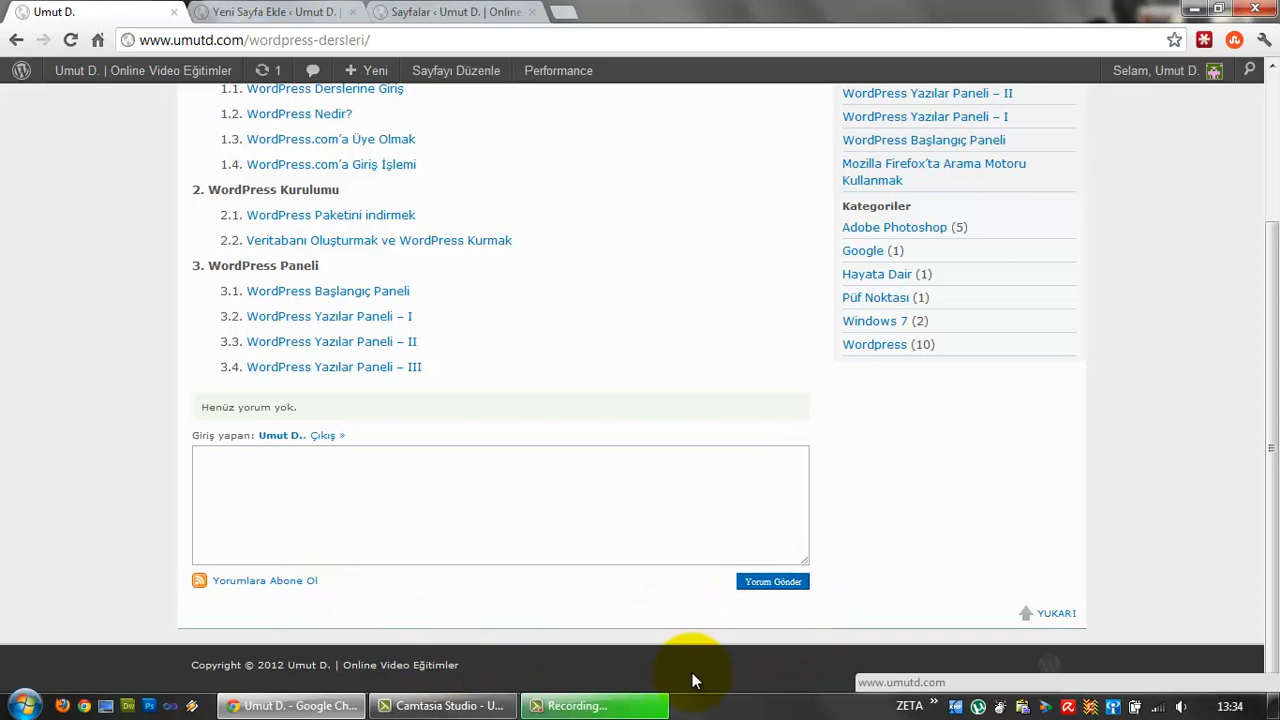 Umut D.
Yeni Sayfa Ekle ‹ Umut D. |
Sayfalar ‹ Umut D. | Online
www.umutd.com/wordpress-dersleri/
Umut D. | Online Video Eğitimler
1
Yeni
Sayfayı Düzenle
Performance
Selam, Umut D.
1.1. WordPress Derslerine Giriş
1.2. WordPress Nedir?
1.3. WordPress.com’a Üye Olmak
1.4. WordPress.com’a Giriş İşlemi
2. WordPress Kurulumu
2.1. WordPress Paketini indirmek
2.2. Veritabanı Oluşturmak ve WordPress Kurmak
3. WordPress Paneli
3.1. WordPress Başlangıç Paneli
3.2. WordPress Yazılar Paneli – I
3.3. WordPress Yazılar Paneli – II
3.4. WordPress Yazılar Paneli – III
Henüz yorum yok.
Giriş yapan: Umut D.. Çıkış »
Yorumlara Abone Ol
Yorum Gönder
YUKARI
WordPress Yazılar Paneli – II
WordPress Yazılar Paneli – I
WordPress Başlangıç Paneli
Mozilla Firefox’ta Arama Motoru
Kullanmak
Kategoriler
Adobe Photoshop (5)
Google (1)
Hayata Dair (1)
Püf Noktası (1)
Windows 7 (2)
Wordpress (10)
Copyright © 2012 Umut D. | Online Video Eğitimler
www.umutd.com
Umut D. - Google Ch...
Camtasia Studio - U...
Recording...
ZETA
13:34